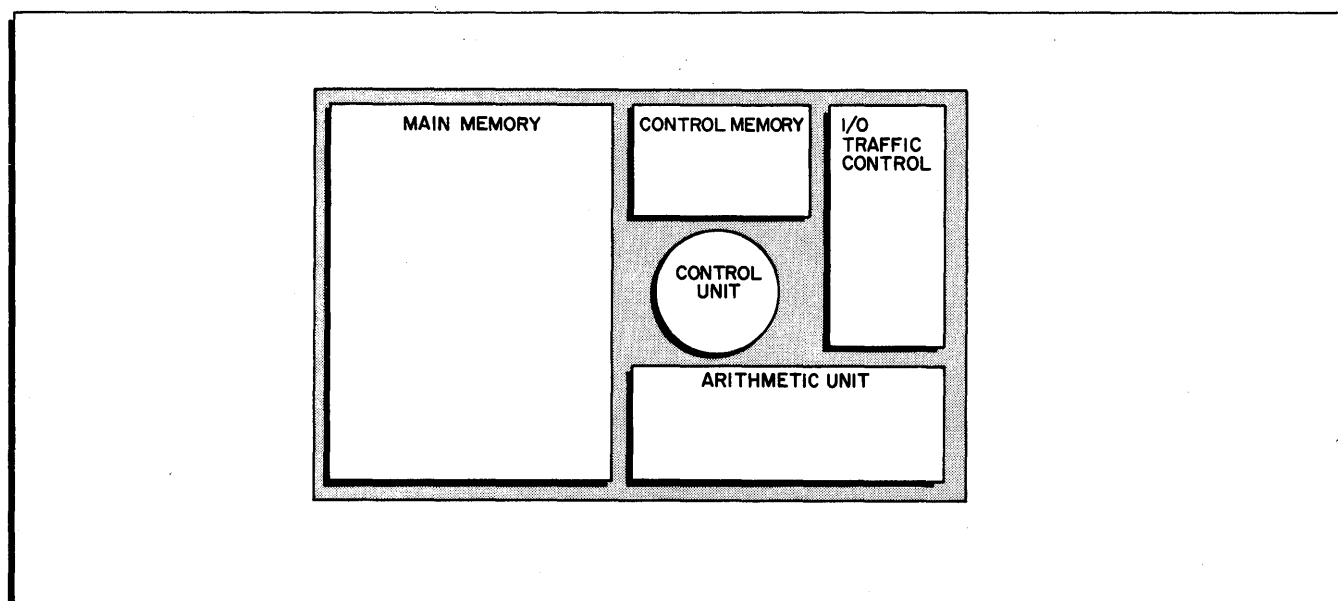 MAIN MEMORY
CONTROL MEMORY
I/O
TRAFFIC
CONTROL
CONTROL
UNIT
ARITHMETIC UNIT